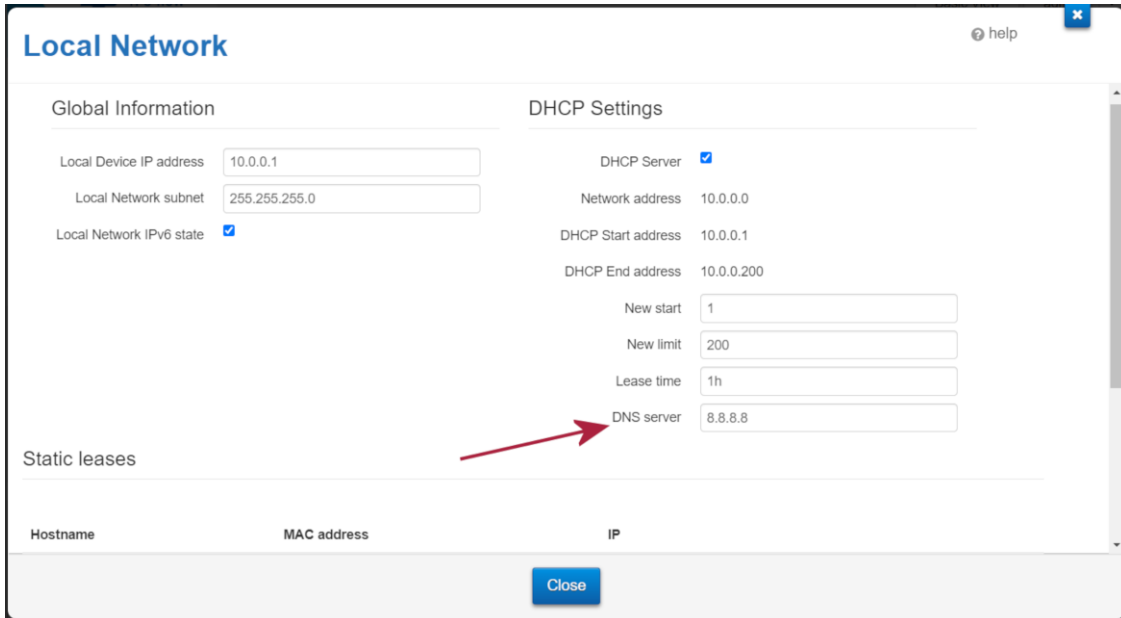 Local Network
help
Global Information
Local Device IP address 10.0.0.1
Local Network subnet 255.255.255.0
Local Network IPv6 state
DHCP Settings
DHCP Server
Network address 10.0.0.0
DHCP Start address 10.0.0.1
DHCP End address 10.0.0.200
New start 1
New limit 200
Lease time 1h
DNS server 8.8.8.8
Static leases
Hostname MAC address IP
Close